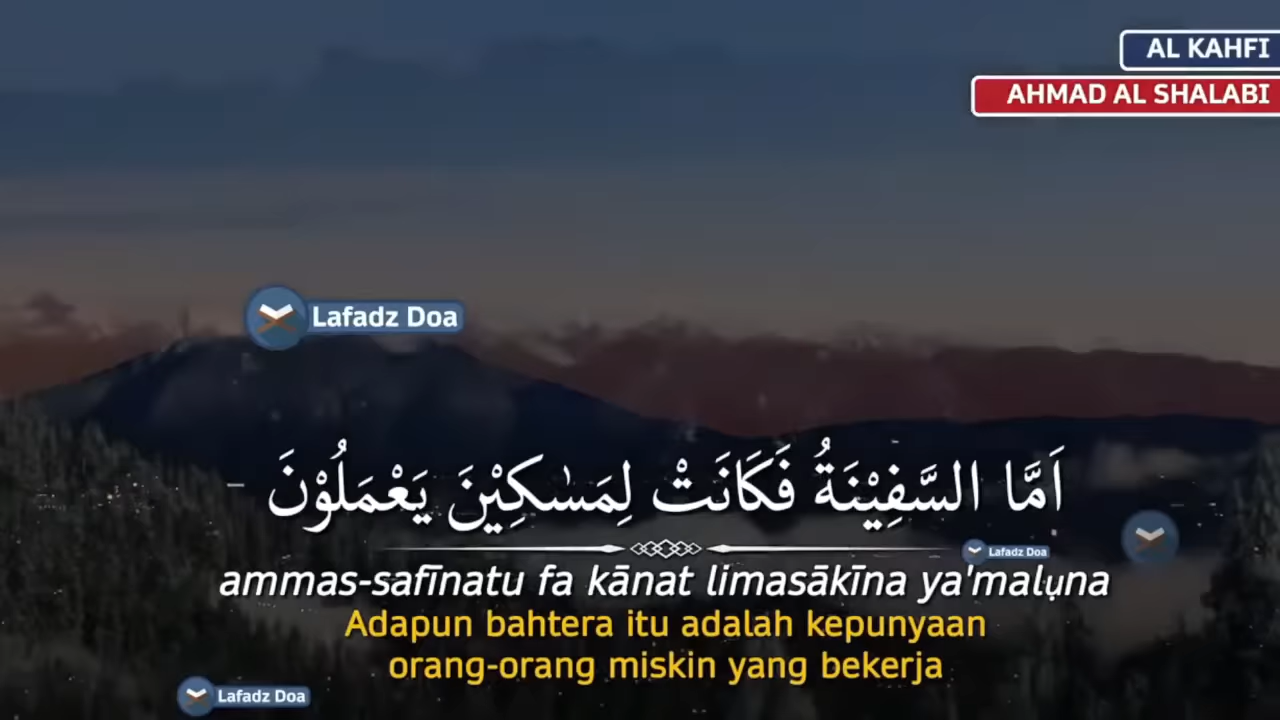 AL KAHFI
AHMAD AL SHALABI
Lafadz Doa
اَمَّا السَّفِيْنَةُ فَكَانَتْ لِمَسٰكِيْنَ يَعْمَلُوْنَ
Lafadz Doa
ammas-safīnatu fa kānat limasākīna ya'malụna
Adapun bahtera itu adalah kepunyaan
orang-orang miskin yang bekerja
Lafadz Doa